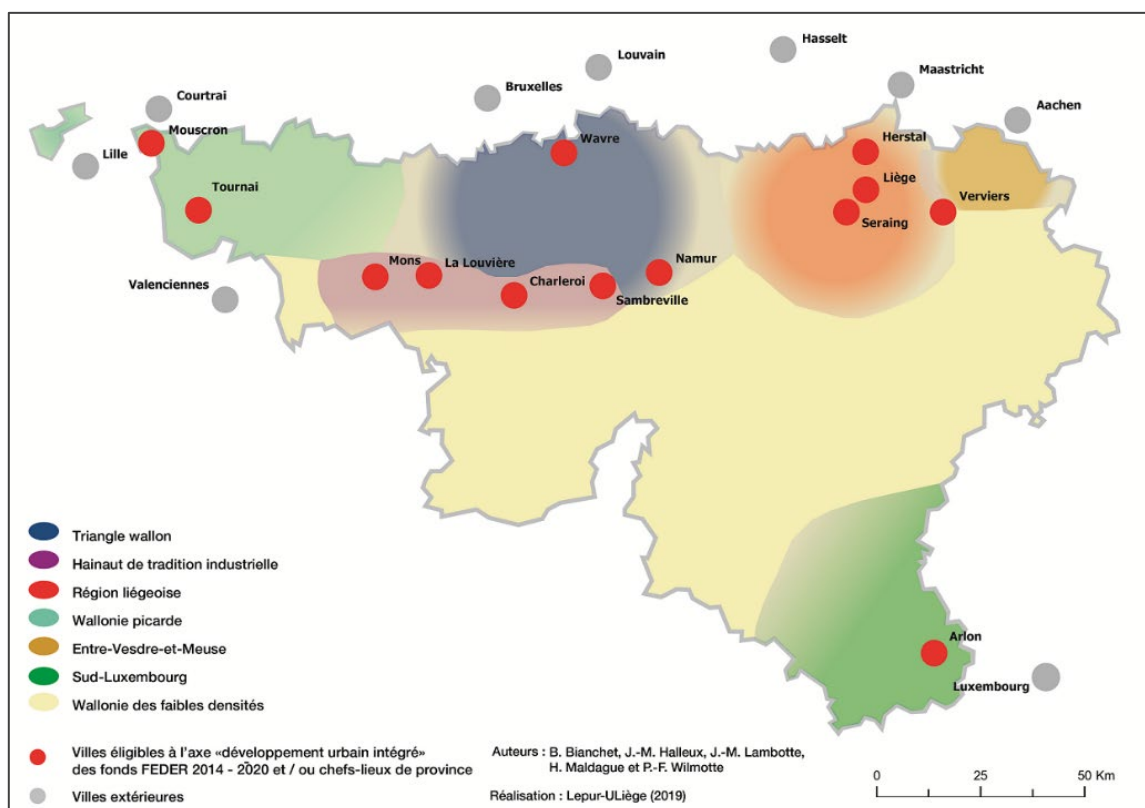 Hasselt
Louvain
Maastricht
Bruxelles
Courtrai
Aachen
Mouscron
Wavre
Herstal
Lille
Liège
Tournai
Verviers
Seraing
Mons
La Louvière
Namur
Charleroi
Valenciennes
Sambreville
Triangle wallon
Hainaut de tradition industrielle
Région liégeoise
Wallonie picarde
Entre-Vesdre-et-Meuse
Sud-Luxembourg
Wallonie des faibles densités
Arlon
Luxembourg
Villes éligibles à l'axe «développement urbain intégré»
des fonds FEDER 2014 - 2020 et / ou chefs-lieux de province
Villes extérieures
Auteurs : B. Bianchet, J.-M. Halleux, J.-M. Lambotte,
H. Maldague et P.-F. Wilmotte
Réalisation : Lepur-ULiège (2019)
0 25 50 Km